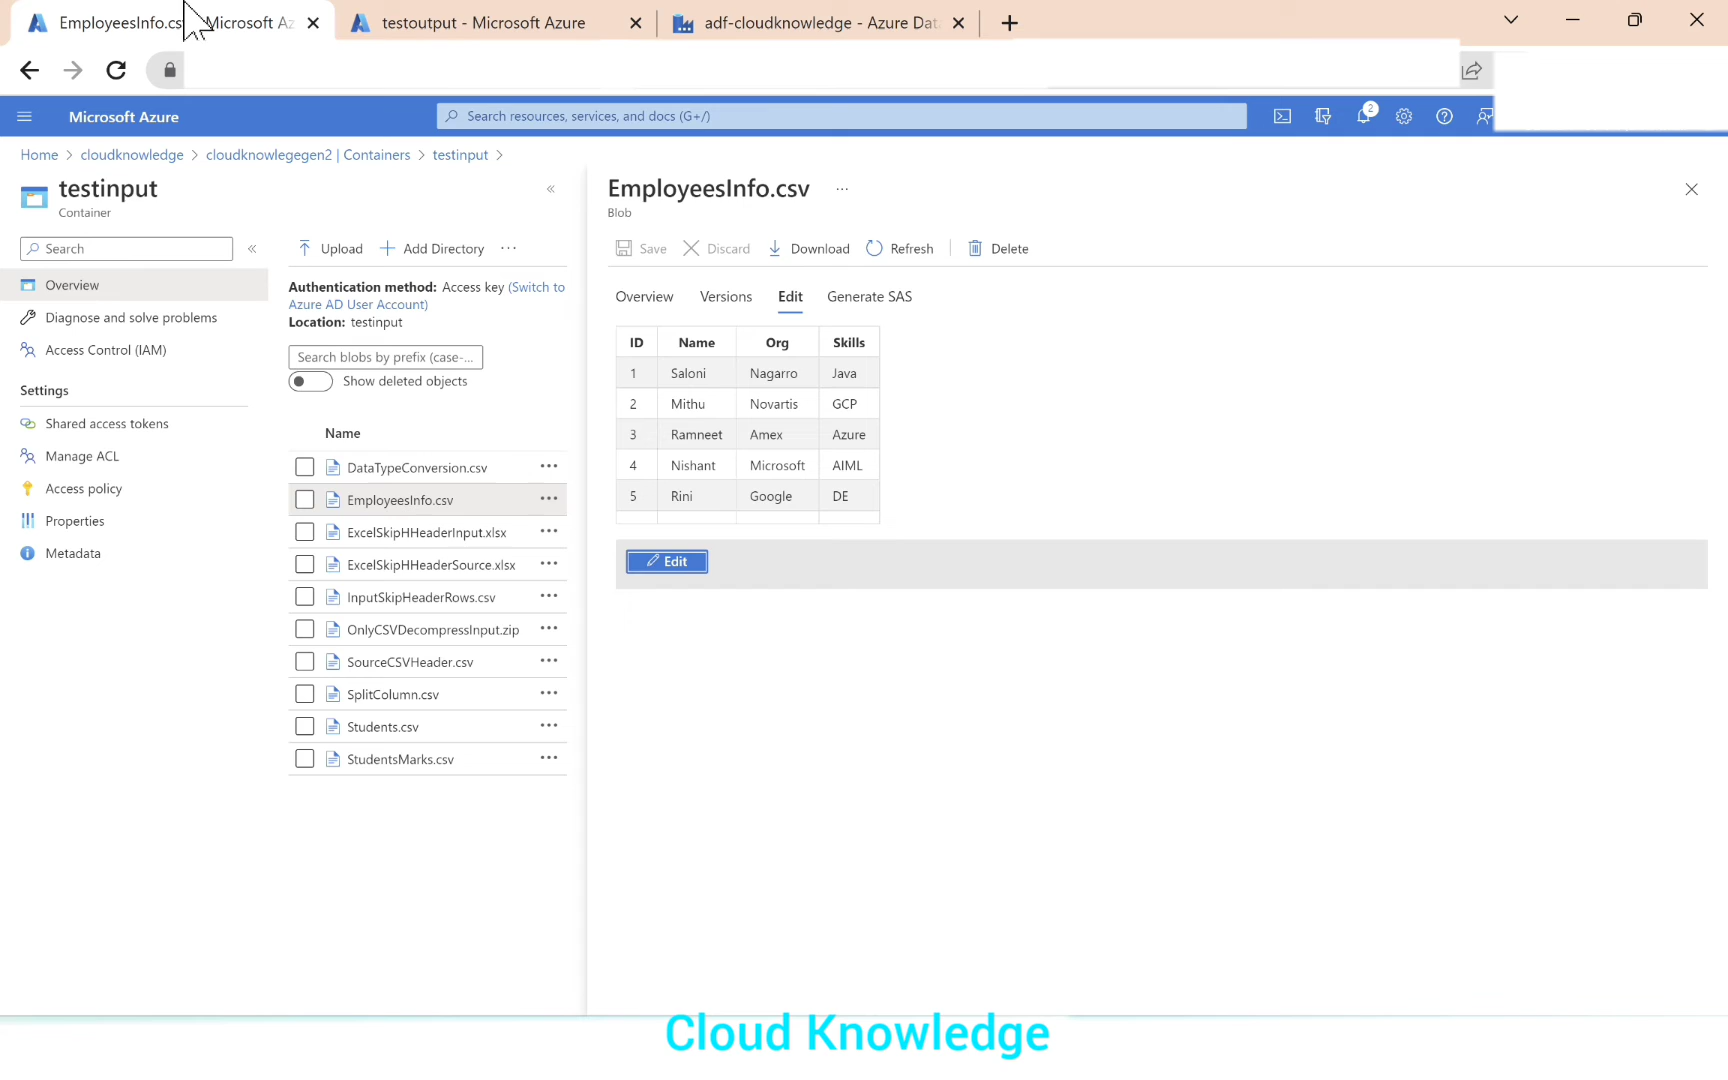 EmployeesInfo.cs Microsoft Az
testoutput - Microsoft Azure
adf-cloudknowledge - Azure Dat
Microsoft Azure
Search resources, services, and docs (G+/)
2
Home > cloudknowledge > cloudknowlegegen2 | Containers > testinput >
testinput
Container
Search
Overview
Diagnose and solve problems
Access Control (IAM)
Settings
Shared access tokens
Manage ACL
Access policy
Properties
Metadata
Upload Add Directory ...
Authentication method: Access key (Switch to
Azure AD User Account)
Location: testinput
Search blobs by prefix (case-...
Show deleted objects
Name
DataTypeConversion.csv ...
EmployeesInfo.csv ...
ExcelSkipHHeaderInput.xlsx ...
ExcelSkipHHeaderSource.xlsx ...
InputSkipHeaderRows.csv ...
OnlyCSVDecompressInput.zip ...
SourceCSVHeader.csv ...
SplitColumn.csv ...
Students.csv ...
StudentsMarks.csv ...
EmployeesInfo.csv ...
Blob
Save Discard Download Refresh Delete
Overview Versions Edit Generate SAS
ID Name Org Skills
1 Saloni Nagarro Java
2 Mithu Novartis GCP
3 Ramneet Amex Azure
4 Nishant Microsoft AIML
5 Rini Google DE
Edit
Cloud Knowledge